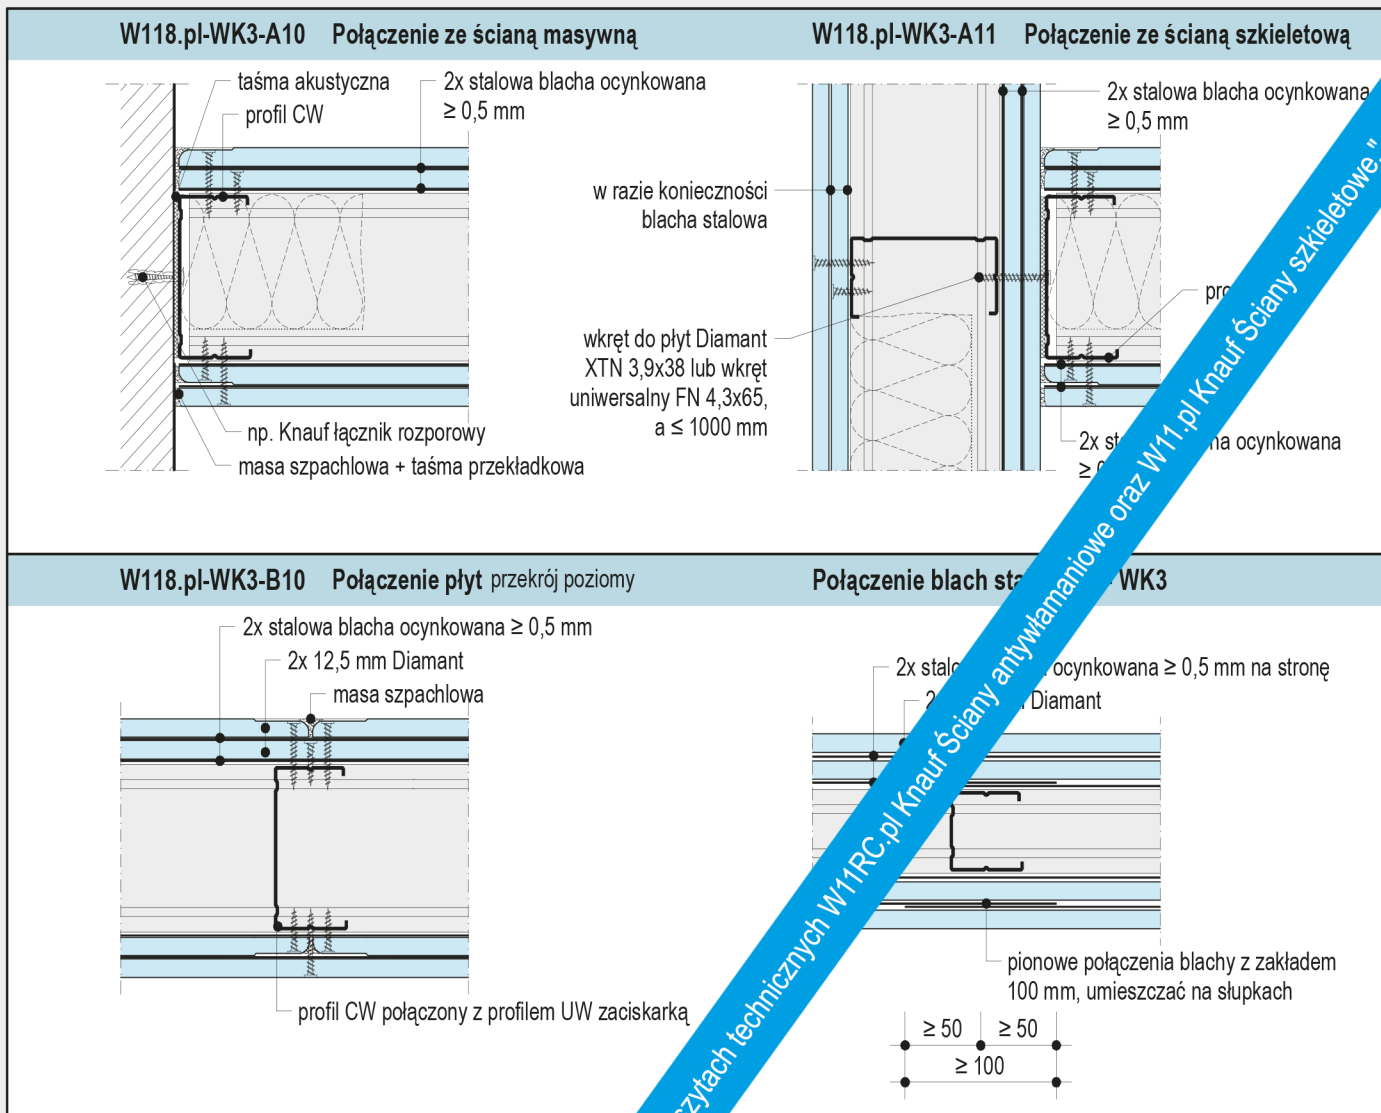 W118.pl-WK3-A10 Połączenie ze ścianą masywną
taśma akustyczna
profil CW
2x stalowa blacha ocynkowana
≥ 0,5 mm
np. Knauf łącznik rozporowy
masa szpachlowa + taśma przekładkowa
W118.pl-WK3-A11 Połączenie ze ścianą szkieletową
2x stalowa blacha ocynkowana
≥ 0,5 mm
w razie konieczności
blacha stalowa
wkręt do płyt Diamant
XTN 3,9x38 lub wkręt
uniwersalny FN 4,3x65,
a ≤ 1000 mm
2x ocynkowana
≥
W118.pl-WK3-B10 Połączenie płyt przekrój poziomy
2x stalowa blacha ocynkowana ≥ 0,5 mm
2x 12,5 mm Diamant
masa szpachlowa
profil CW połączony z profilem UW zaciskarką
Połączenie blach WK3
2x ocynkowana ≥ 0,5 mm na stronę
Diamant
pionowe połączenia blachy z zakładem
100 mm, umieszczać na słupkach
≥ 50 ≥ 50
≥ 100
technicznych W11RC.pl Knauf Ściany antywłamaniowe oraz W11.pl Knauf Ściany szkieletowe."